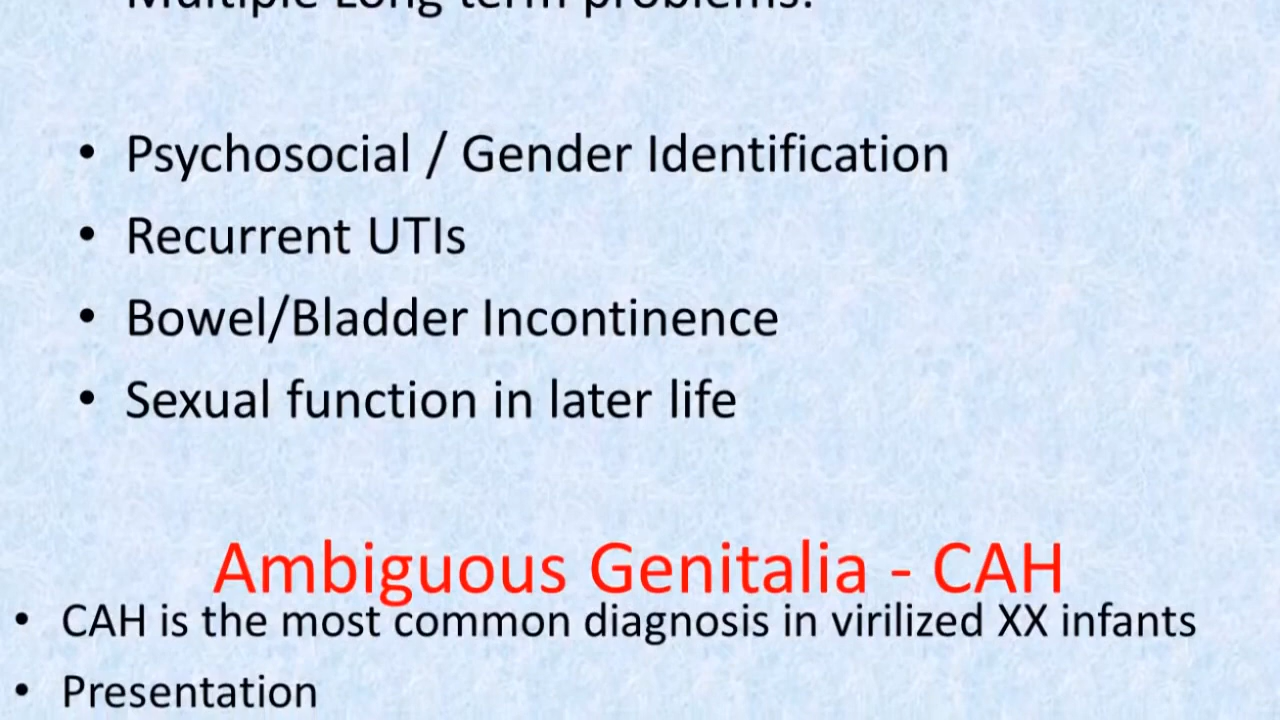 Multiple Long term problems:
• Psychosocial / Gender Identification
• Recurrent UTIs
• Bowel/Bladder Incontinence
• Sexual function in later life
Ambiguous Genitalia - CAH
• CAH is the most common diagnosis in virilized XX infants
• Presentation